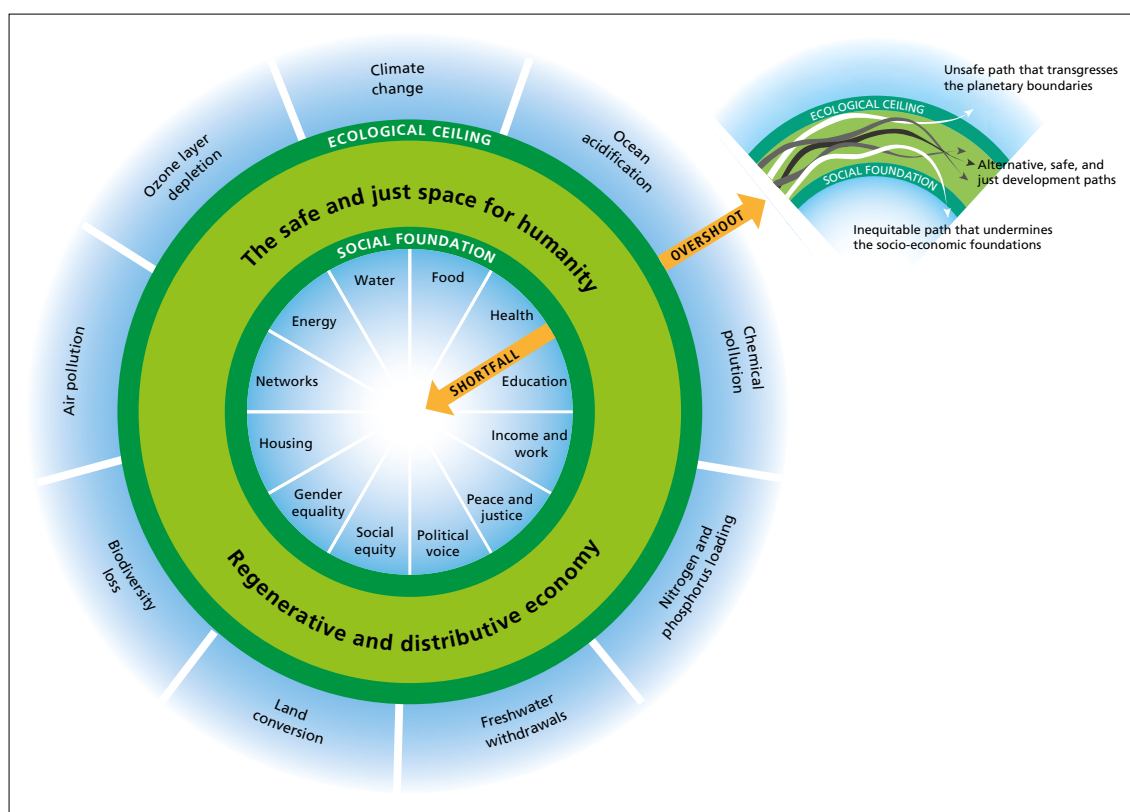 Climate
change
Ocean
acidification
Chemical
pollution
Nitrogen and
phosphorus loading
Freshwater
withdrawals
Land
conversion
Biodiversity
loss
Air pollution
Ozone layer
depletion
ECOLOGICAL CEILING
The safe and just space for humanity
SOCIAL FOUNDATION
Water
Food
Health
Education
Income and
work
Peace and
justice
Political
voice
Social
equity
Gender
equality
Housing
Networks
Energy
SHORTFALL
OVERSHOOT
Regenerative and distributive economy
Unsafe path that transgresses
the planetary boundaries
ECOLOGICAL CEILING
SOCIAL FOUNDATION
Alternative, safe, and
just development paths
Inequitable path that undermines
the socio-economic foundations